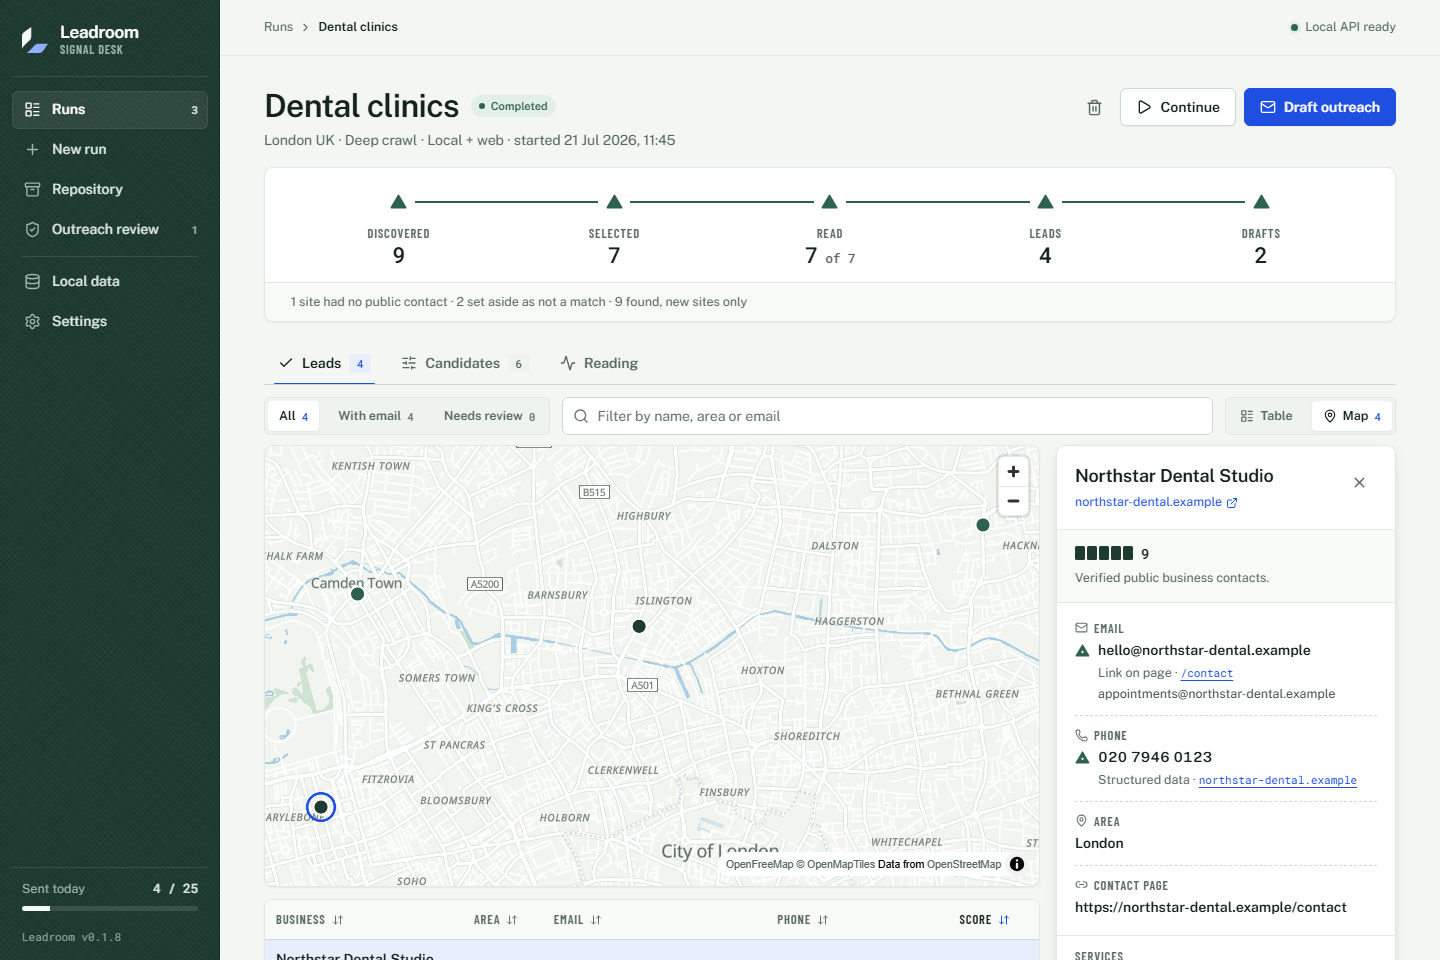 Leadroom
SIGNAL DESK
Runs 3
New run
Repository
Outreach review 1
Local data
Settings
Sent today 4 / 25
Leadroom v0.1.8
Runs > Dental clinics
Local API ready
Dental clinics
Completed
Continue
Draft outreach
London UK · Deep crawl · Local + web · started 21 Jul 2026, 11:45
DISCOVERED
9
SELECTED
7
READ
7 of 7
LEADS
4
DRAFTS
2
1 site had no public contact · 2 set aside as not a match · 9 found, new sites only
Leads 4
Candidates 6
Reading
All 4
With email 4
Needs review 0
Filter by name, area or email
Table
Map 4
KENTISH TOWN
B515
HIGHBURY
DALSTON
HACKN
HALK FARM
Camden Town
A5200
BARNSBURY
ISLINGTON
HAGGERSTON
HOXTON
SOMERS TOWN
A501
BETHNAL GREEN
KING'S CROSS
SHOREDITCH
ST PANCRAS
CLERKENWELL
FITZROVIA
FINSBURY
BLOOMSBURY
ARYLEBONE
HOLBORN
WHITECHAPEL
ST
City of London
OpenFreeMap © OpenMapTiles Data from OpenStreetMap
SOHO
BUSINESS
AREA
EMAIL
PHONE
SCORE
Northstar Dental Studio
Northstar Dental Studio
northstar-dental.example
9
Verified public business contacts.
EMAIL
hello@northstar-dental.example
Link on page · /contact
appointments@northstar-dental.example
PHONE
020 7946 0123
Structured data · northstar-dental.example
AREA
London
CONTACT PAGE
https://northstar-dental.example/contact
SERVICES